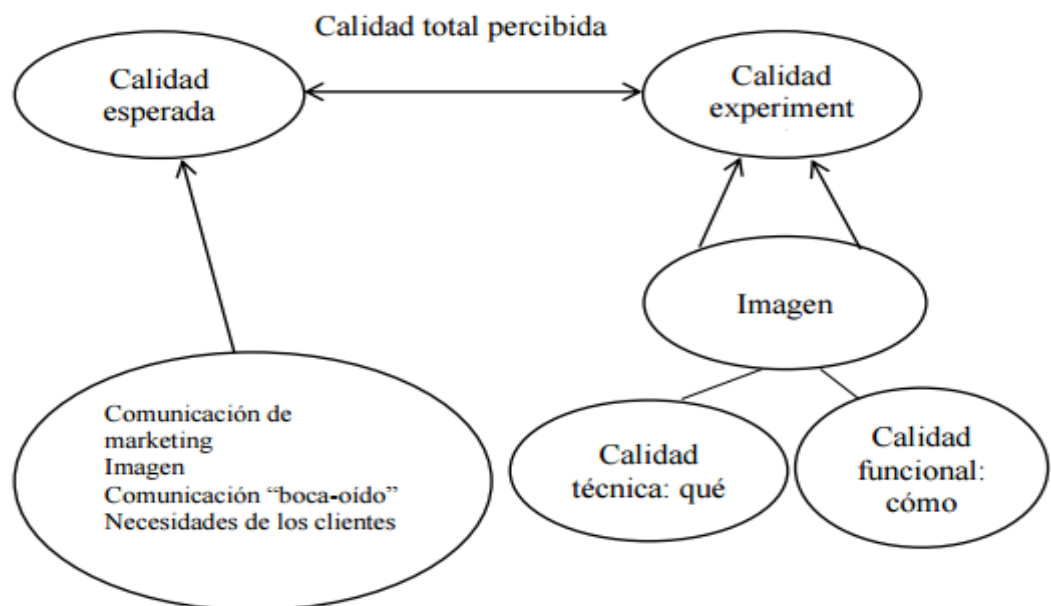 Calidad total percibida
Calidad
esperada
Calidad
experiment
Imagen
Comunicación de
marketing
Imagen
Comunicación “boca-oído”
Necesidades de los clientes
Calidad
técnica: qué
Calidad
funcional:
cómo